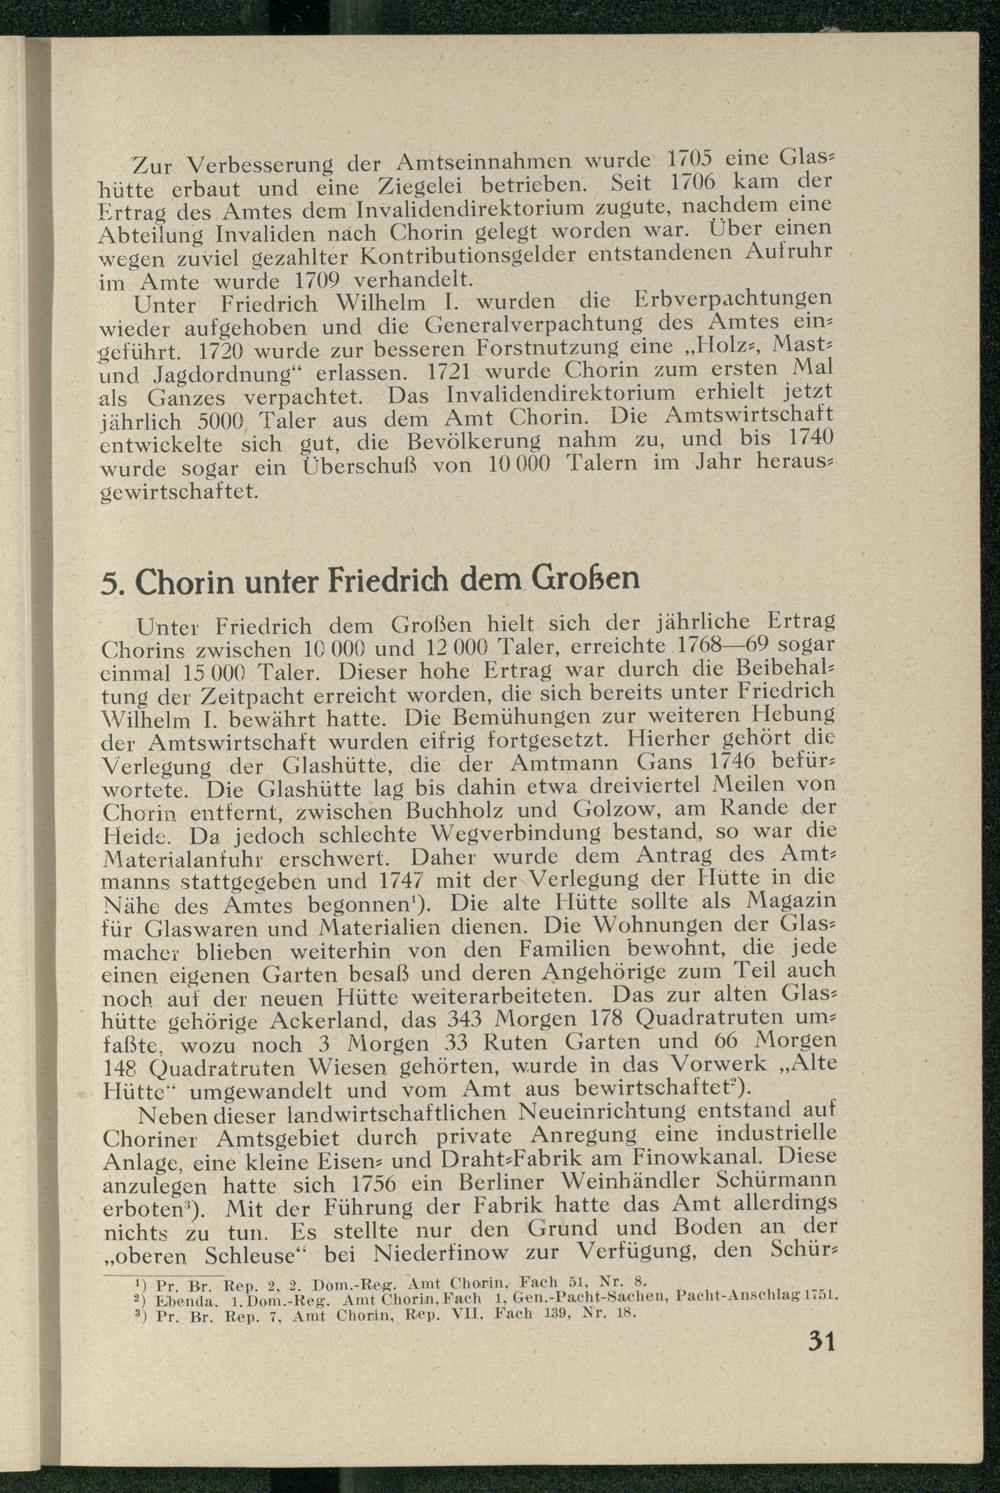 Zur Verbesserung der Amtseinnahmen wurde 1705 eine Glas⸗
hütte erbaut und eine Ziegelei betrieben. Seit 1706 kam der
Ertrag des Amtes dem Invalidendirektorium zugute, nachdem eine
Abteilung Invaliden nach Chorin gelegt worden war. Über einen
wegen zuviel gezahlter Kontributionsgelder entstandenen Aufruhr
im Amte wurde 1709 verhandelt.
Unter Friedrich Wilhelm I. wurden die Erbverpachtungen
wieder aufgehoben und die Generalverpachtung des Amtes ein⸗
geführt. 1720 wurde zur besseren Forstnutzung eine „Holz⸗, Mast⸗
und Jagdordnung“ erlassen. 1721 wurde Chorin zum ersten Mal
als Ganzes verpachtet. Das Invalidendirektorium erhielt jetzt
jährlich 5000 Taler aus dem Amt Chorin. Die Amtswirtschaft
entwickelte sich gut, die Bevölkerung nahm zu, und bis 1740
wurde sogar ein Überschuß von 10 000 Talern im Jahr heraus⸗
gewirtschaftet.
5. Chorin unter Friedrich dem Großen
Unter Friedrich dem Großen hielt sich der jährliche Ertrag
Chorins zwischen 10 000 und 12 000 Taler, erreichte 1768—69 sogar
einmal 15 000 Taler. Dieser hohe Ertrag war durch die Beibehal⸗
tung der Zeitpacht erreicht worden, die sich bereits unter Friedrich
Wilhelm I. bewährt hatte. Die Bemühungen zur weiteren Hebung
der Amtswirtschaft wurden eifrig fortgesetzt. Hierher gehört die
Verlegung der Glashütte, die der Amtmann Gans 1746 befür⸗
wortete. Die Glashütte lag bis dahin etwa dreiviertel Meilen von
Chorin entfernt, zwischen Buchholz und Golzow, am Rande der
Heide. Da jedoch schlechte Wegverbindung bestand, so war die
Materialanfuhr erschwert. Daher wurde dem Antrag des Amt⸗
manns stattgegeben und 1747 mit der Verlegung der Hütte in die
Nähe des Amtes begonnen¹). Die alte Hütte sollte als Magazin
für Glaswaren und Materialien dienen. Die Wohnungen der Glas⸗
macher blieben weiterhin von den Familien bewohnt, die jede
einen eigenen Garten besaß und deren Angehörige zum Teil auch
noch auf der neuen Hütte weiterarbeiteten. Das zur alten Glas⸗
hütte gehörige Ackerland, das 343 Morgen 178 Quadratruten um⸗
faßte, wozu noch 3 Morgen 33 Ruten Garten und 66 Morgen
148 Quadratruten Wiesen gehörten, wurde in das Vorwerk „Alte
Hütte“ umgewandelt und vom Amt aus bewirtschaftet²).
Neben dieser landwirtschaftlichen Neueinrichtung entstand auf
Choriner Amtsgebiet durch private Anregung eine industrielle
Anlage, eine kleine Eisen⸗ und Draht⸗Fabrik am Finowkanal. Diese
anzulegen hatte sich 1756 ein Berliner Weinhändler Schürmann
erboten³). Mit der Führung der Fabrik hatte das Amt allerdings
nichts zu tun. Es stellte nur den Grund und Boden an der
„oberen Schleuse“ bei Niederfinow zur Verfügung, den Schür⸗
¹) Pr. Br. Rep. 2, 2. Dom.-Reg. Amt Chorin, Fach 51, Nr. 8.
²) Ebenda. 1. Dom.-Reg. Amt Chorin, Fach 1, Gen.-Pacht-Sachen, Pacht-Anschlag 1751.
³) Pr. Br. Rep. 7, Amt Chorin, Rep. VII, Fach 139, Nr. 18.
31